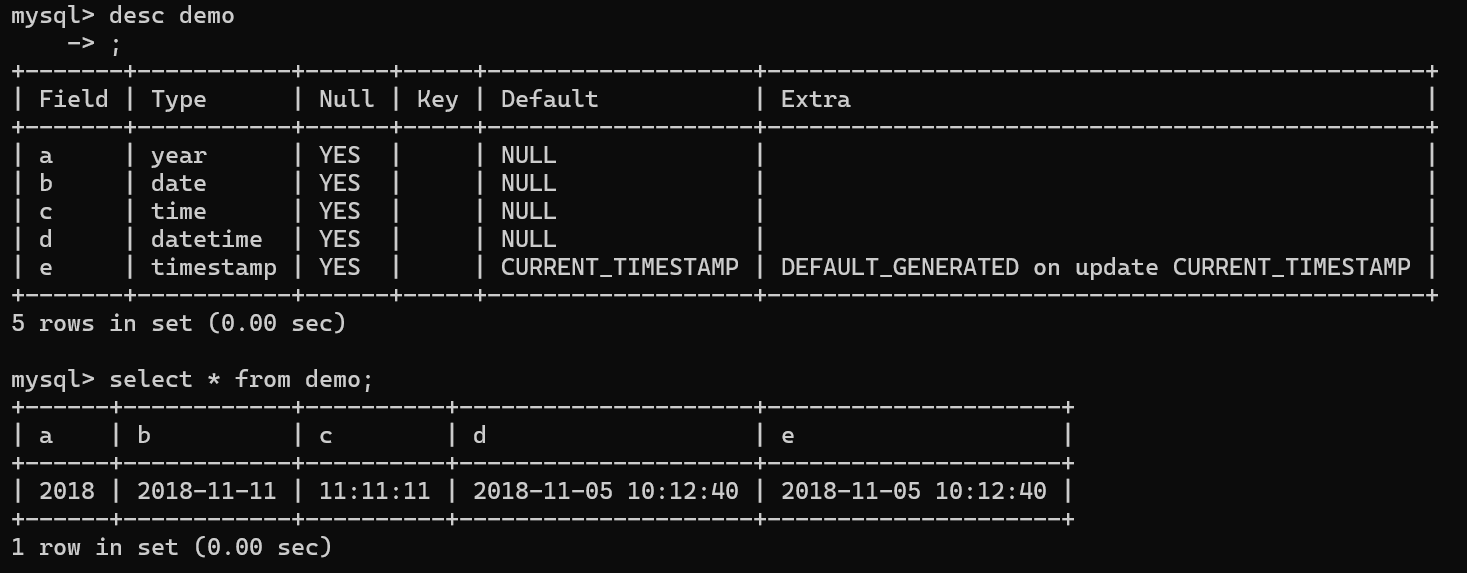 mysql> desc demo
    -> ;
+-------+-----------+------+-----+-------------------+-----------------------------------------------+
| Field | Type      | Null | Key | Default           | Extra                                         |
+-------+-----------+------+-----+-------------------+-----------------------------------------------+
| a     | year      | YES  |     | NULL              |                                               |
| b     | date      | YES  |     | NULL              |                                               |
| c     | time      | YES  |     | NULL              |                                               |
| d     | datetime  | YES  |     | NULL              |                                               |
| e     | timestamp | YES  |     | CURRENT_TIMESTAMP | DEFAULT_GENERATED on update CURRENT_TIMESTAMP |
+-------+-----------+------+-----+-------------------+-----------------------------------------------+
5 rows in set (0.00 sec)

mysql> select * from demo;
+------+------------+----------+---------------------+---------------------+
| a    | b          | c        | d                   | e                   |
+------+------------+----------+---------------------+---------------------+
| 2018 | 2018-11-11 | 11:11:11 | 2018-11-05 10:12:40 | 2018-11-05 10:12:40 |
+------+------------+----------+---------------------+---------------------+
1 row in set (0.00 sec)